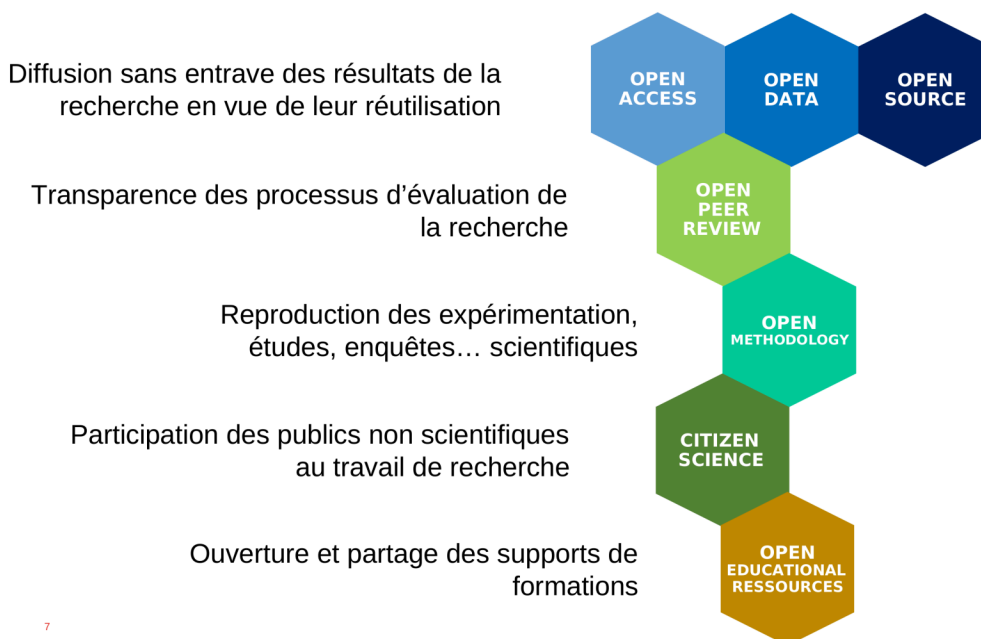 Diffusion sans entrave des résultats de la
recherche en vue de leur réutilisation
OPEN
ACCESS
OPEN
DATA
OPEN
SOURCE
Transparence des processus d’évaluation de
la recherche
OPEN
PEER
REVIEW
Reproduction des expérimentation,
études, enquêtes… scientifiques
OPEN
METHODOLOGY
Participation des publics non scientifiques
au travail de recherche
CITIZEN
SCIENCE
Ouverture et partage des supports de
formations
OPEN
EDUCATIONAL
RESSOURCES
7